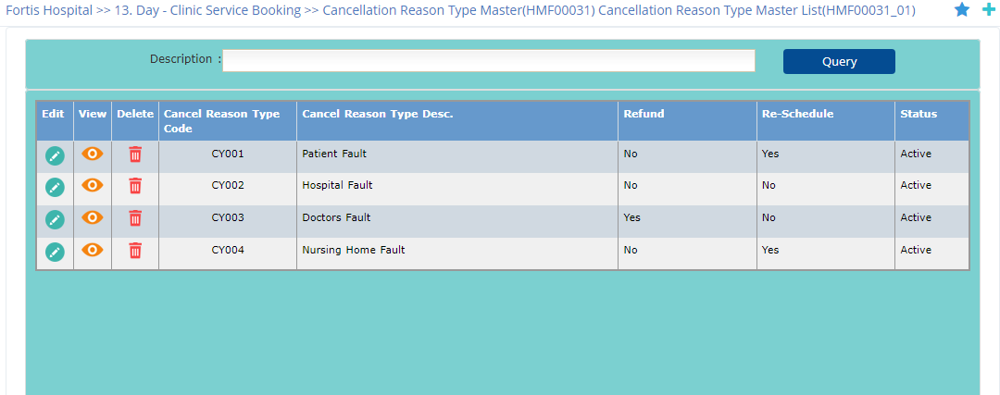 Fortis Hospital >> 13. Day - Clinic Service Booking >> Cancellation Reason Type Master(HMF00031) Cancellation Reason Type Master List(HMF00031_01)
Description : Query
Edit View Delete Cancel Reason Type Code Cancel Reason Type Desc. Refund Re-Schedule Status
CY001 Patient Fault No Yes Active
CY002 Hospital Fault No No Active
CY003 Doctors Fault Yes No Active
CY004 Nursing Home Fault No Yes Active